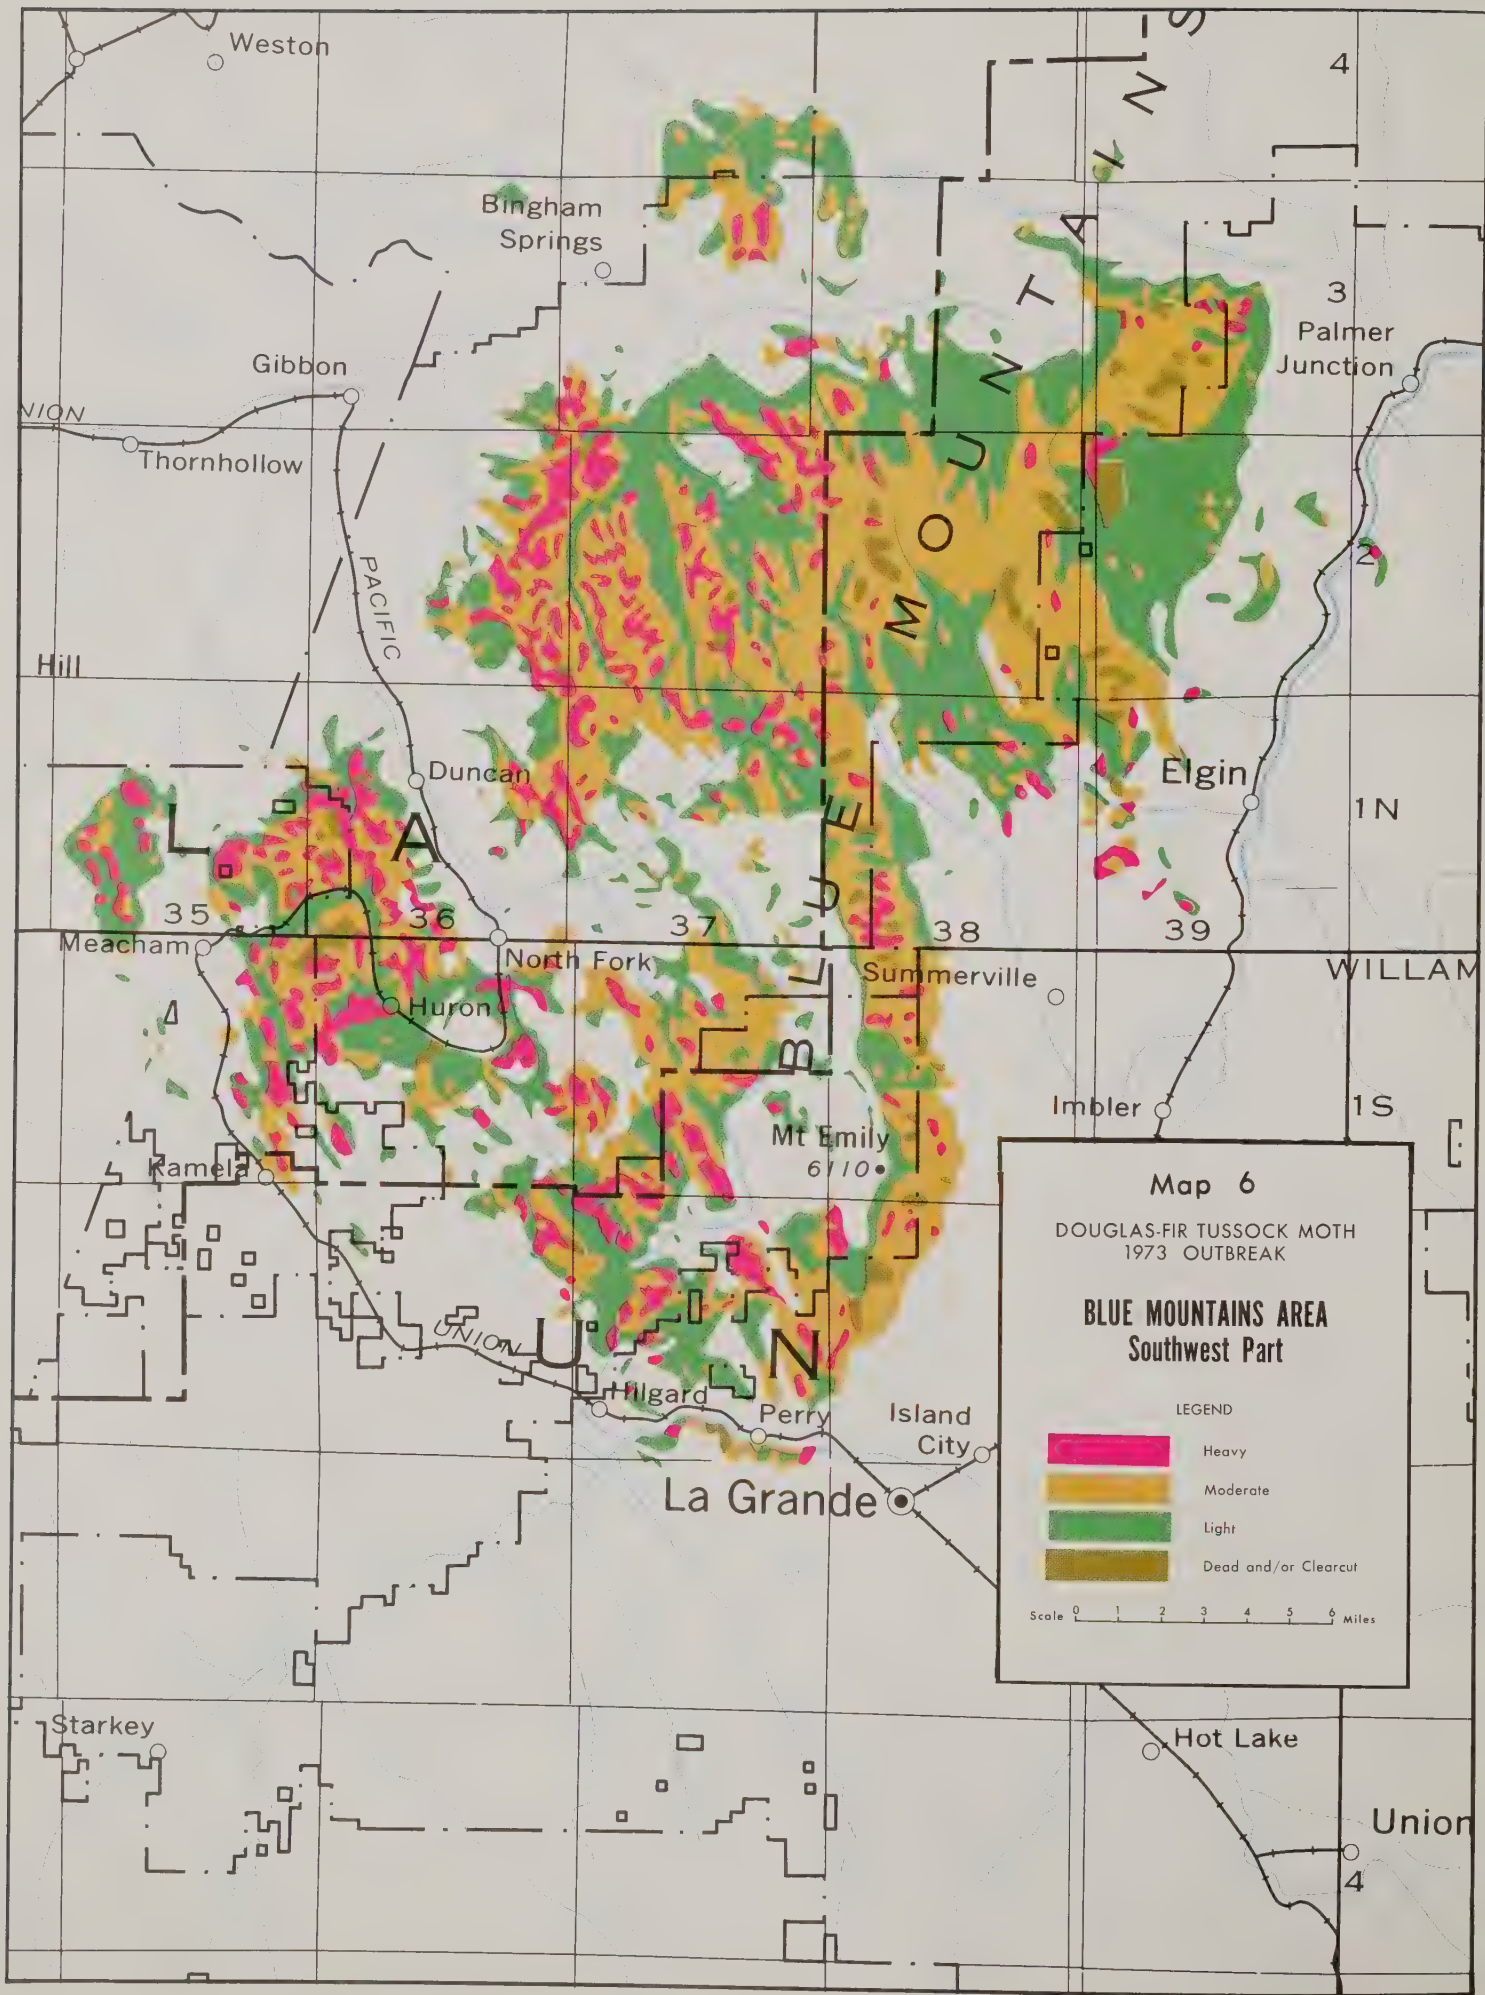 Weston
4
S
N
I
A
T
N
U
O
M
Bingham
Springs
3
Palmer
Junction
Gibbon
NION
Thornhollow
PACIFIC
2
Hill
Duncan
Elgin
1N
L
A
E
U
L
B
35
36
37
38
39
Meacham
North Fork
Summerville
WILLAM
Huron
Imbler
1S
Mt Emily
6110
Kamela
UNION
U
N
Hilgard
Perry
Island
City
La Grande
Map 6
DOUGLAS-FIR TUSSOCK MOTH
1973 OUTBREAK
BLUE MOUNTAINS AREA
Southwest Part
LEGEND
Heavy
Moderate
Light
Dead and/or Clearcut
Scale 0 1 2 3 4 5 6 Miles
Starkey
Hot Lake
Union
4